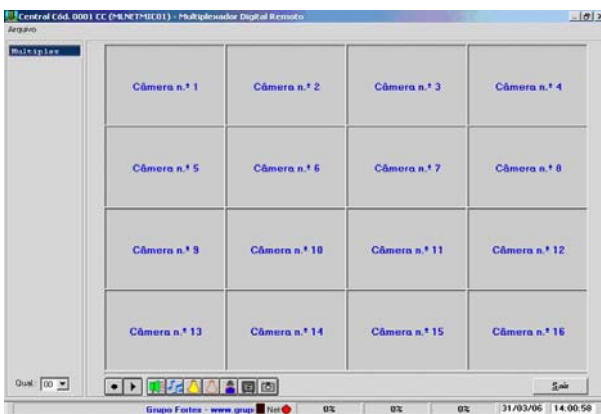 Central Cód. 0001 CC (MLNETMIC01) - Multiplexador Digital Remoto
Arquivo
Multiplex
Câmera n.º 1
Câmera n.º 2
Câmera n.º 3
Câmera n.º 4
Câmera n.º 5
Câmera n.º 6
Câmera n.º 7
Câmera n.º 8
Câmera n.º 9
Câmera n.º 10
Câmera n.º 11
Câmera n.º 12
Câmera n.º 13
Câmera n.º 14
Câmera n.º 15
Câmera n.º 16
Qual: 00
Sair
Grupo Fortex - www.grup
Net
0%
0%
0%
31/03/06
14:00:58